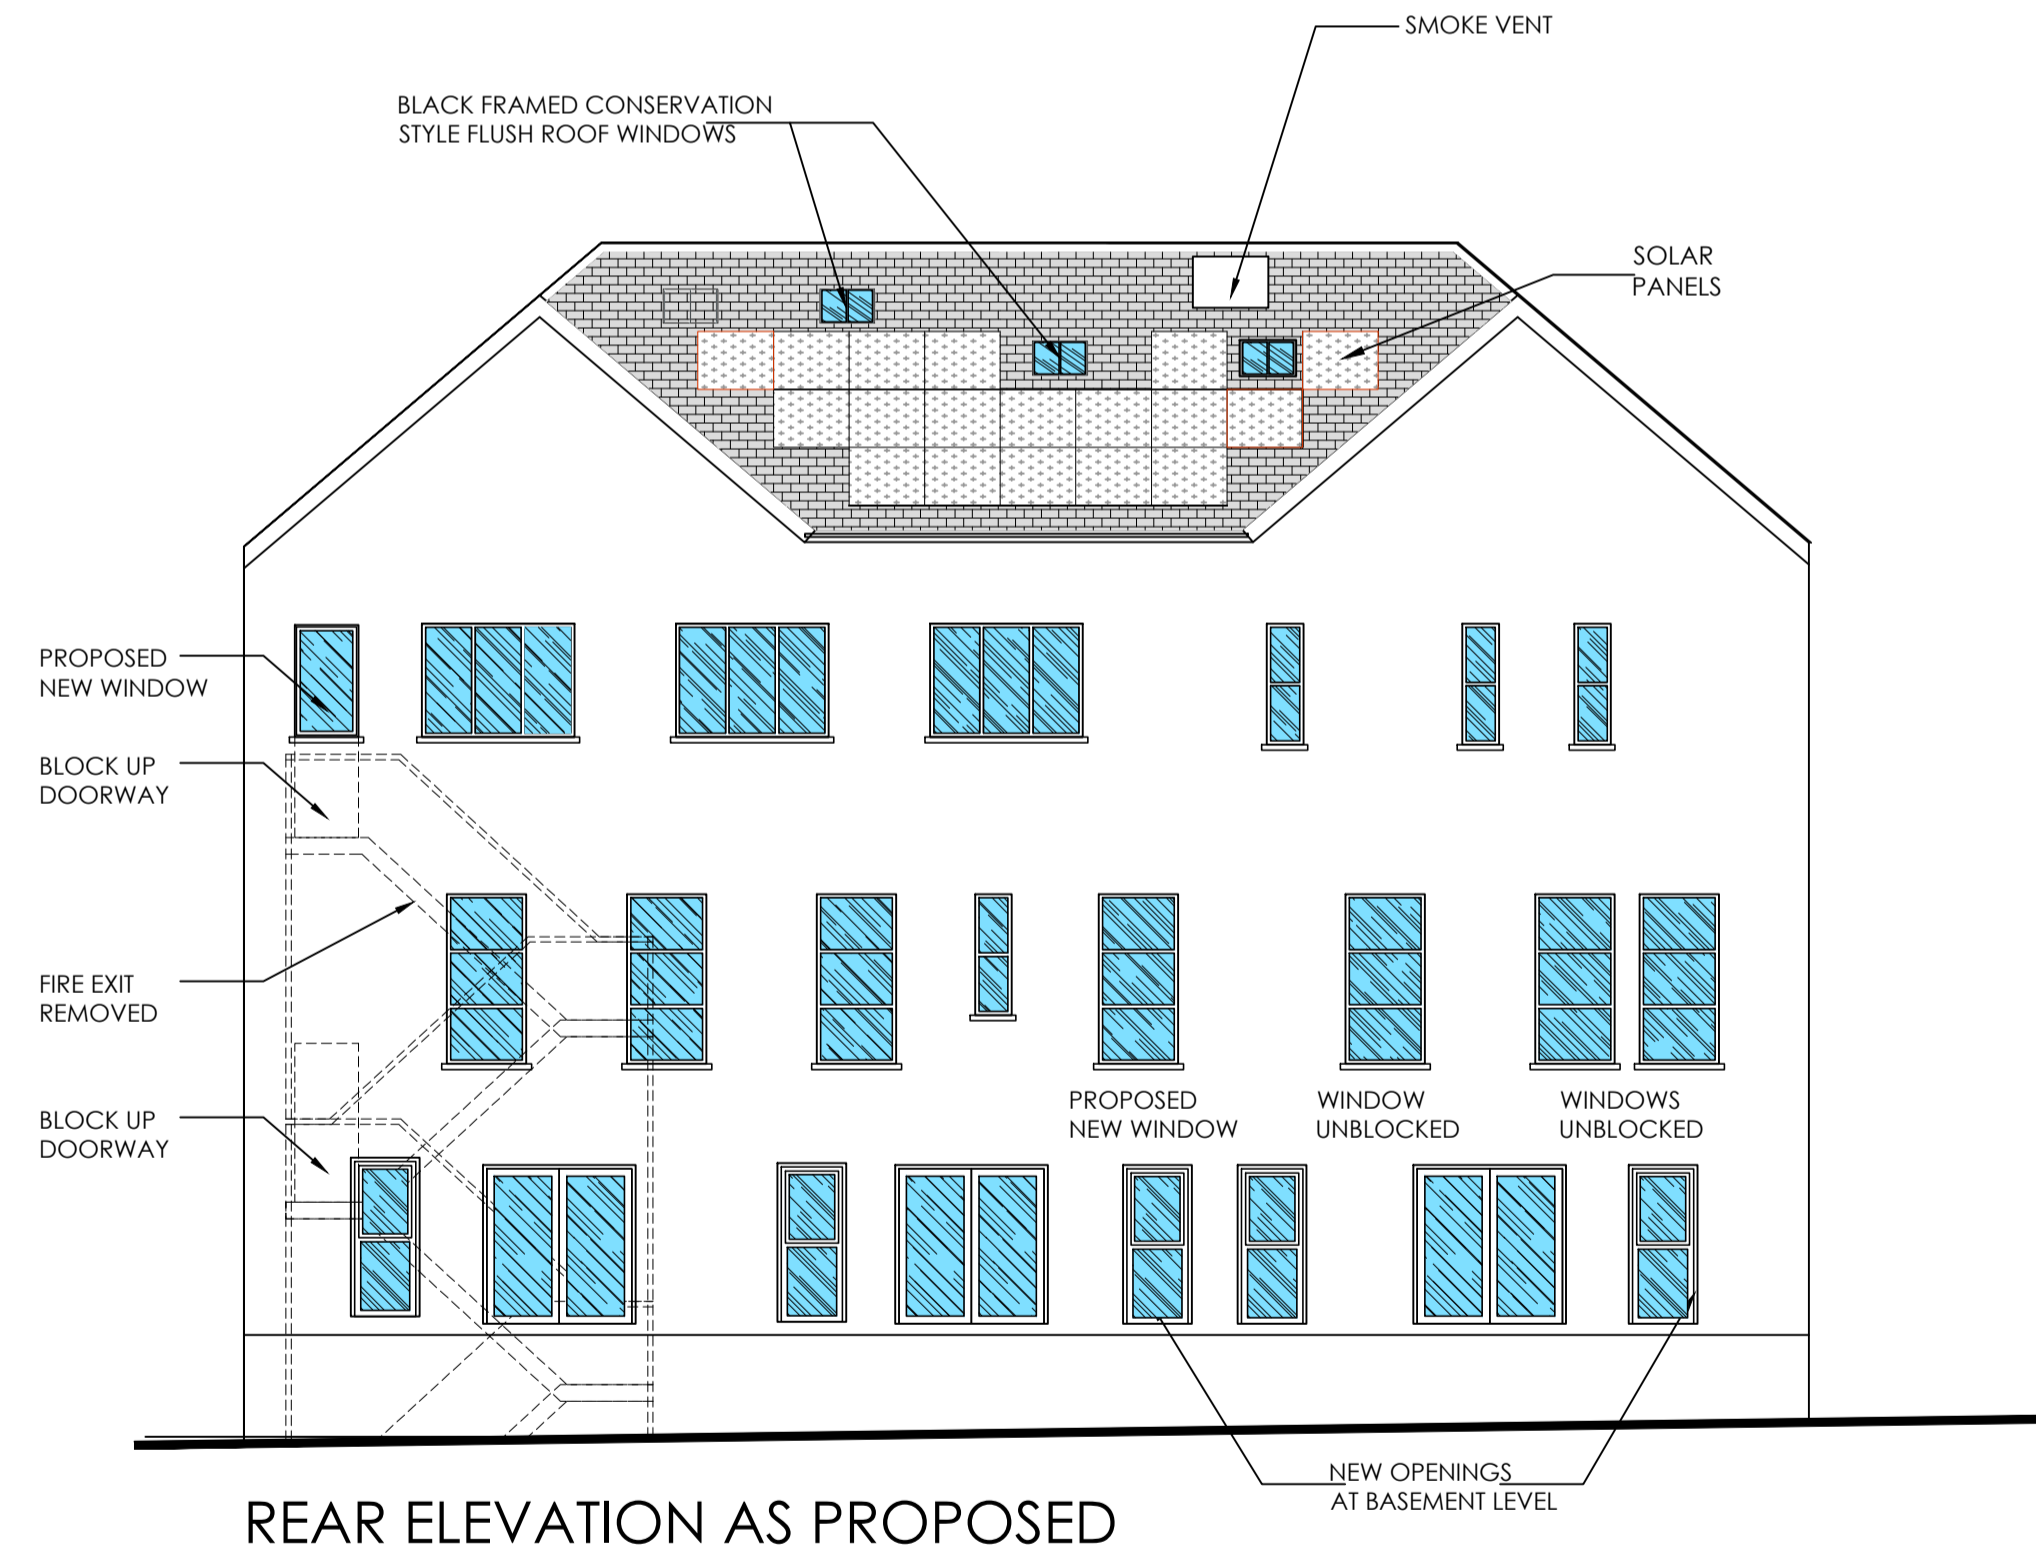 SMOKE VENT
BLACK FRAMED CONSERVATION
STYLE FLUSH ROOF WINDOWS
SOLAR
PANELS
PROPOSED
NEW WINDOW
BLOCK UP
DOORWAY
FIRE EXIT
REMOVED
BLOCK UP
DOORWAY
PROPOSED
NEW WINDOW
WINDOW
UNBLOCKED
WINDOWS
UNBLOCKED
NEW OPENINGS
AT BASEMENT LEVEL
REAR ELEVATION AS PROPOSED